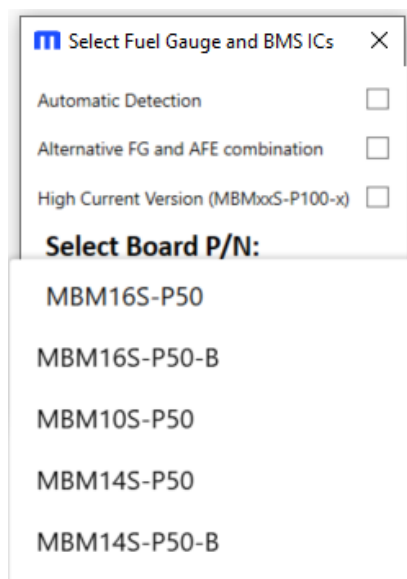 Select Fuel Gauge and BMS ICs
Automatic Detection
Alternative FG and AFE combination
High Current Version (MBMxxS-P100-x)
Select Board P/N:
MBM16S-P50
MBM16S-P50-B
MBM10S-P50
MBM14S-P50
MBM14S-P50-B